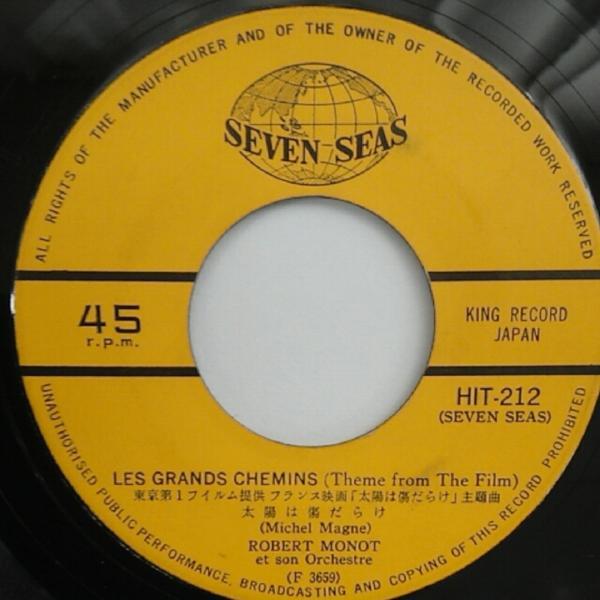 ALL RIGHTS OF THE MANUFACTURER AND OF THE OWNER OF THE RECORDED WORK RESERVED
SEVEN SEAS
45
r.p.m.
KING RECORD
JAPAN
HIT-212
(SEVEN SEAS)
LES GRANDS CHEMINS (Theme from The Film)
東京第1フイルム提供 フランス映画「太陽は傷だらけ」主題曲
太陽は傷だらけ
(Michel Magne)
ROBERT MONOT
et son Orchestre
(F 3659)
UNAUTHORISED PUBLIC PERFORMANCE, BROADCASTING AND COPYING OF THIS RECORD PROHIBITED